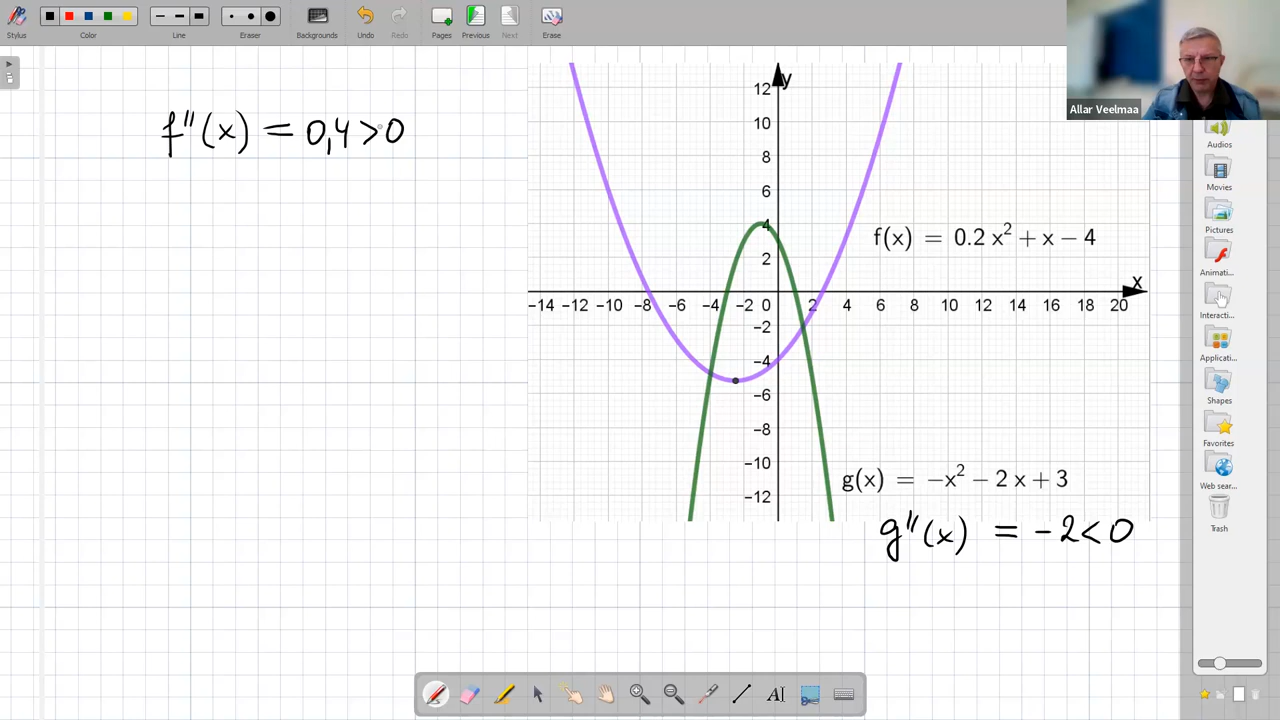 Stylus
Color
Line
Eraser
Backgrounds
Undo
Redo
Pages
Previous
Next
Erase
Allar Veelmaa
f''(x) = 0,4 > 0
y
12
10
8
6
4
2
x
−14 −12 −10 −8 −6 −4 −2 0 2 4 6 8 10 12 14 16 18 20
−2
−4
−6
−8
−10
−12
f(x) = 0.2 x² + x − 4
g(x) = −x² − 2 x + 3
g''(x) = -2 < 0
Audios
Movies
Pictures
Animati...
Interacti...
Applicati...
Shapes
Favorites
Web sear...
Trash